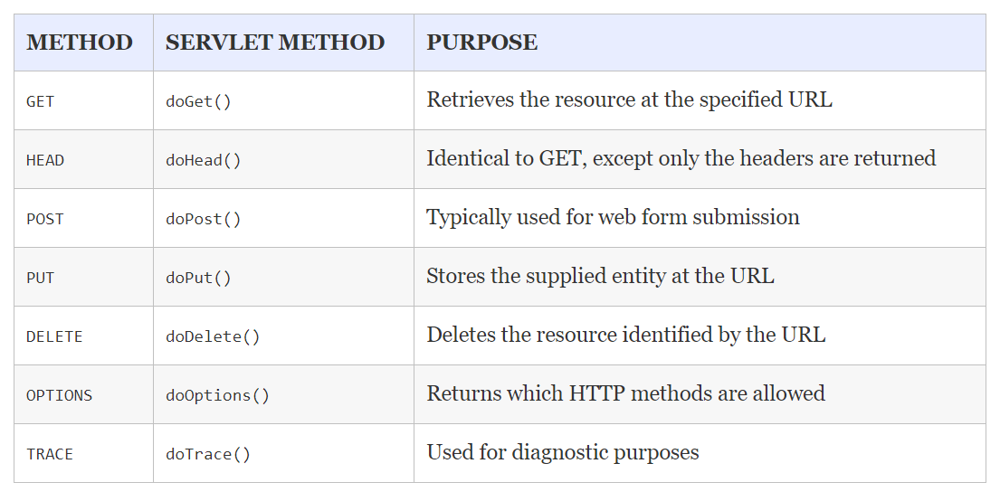 METHOD SERVLET METHOD PURPOSE
GET doGet() Retrieves the resource at the specified URL
HEAD doHead() Identical to GET, except only the headers are returned
POST doPost() Typically used for web form submission
PUT doPut() Stores the supplied entity at the URL
DELETE doDelete() Deletes the resource identified by the URL
OPTIONS doOptions() Returns which HTTP methods are allowed
TRACE doTrace() Used for diagnostic purposes